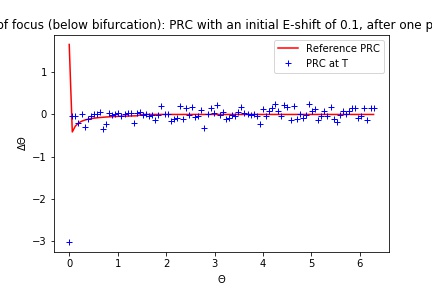 of focus (below bifurcation): PRC with an initial E-shift of 0.1, after one p
Reference PRC
PRC at T
1
0
−1
−2
−3
ΔΘ
0
1
2
3
4
5
6
Θ